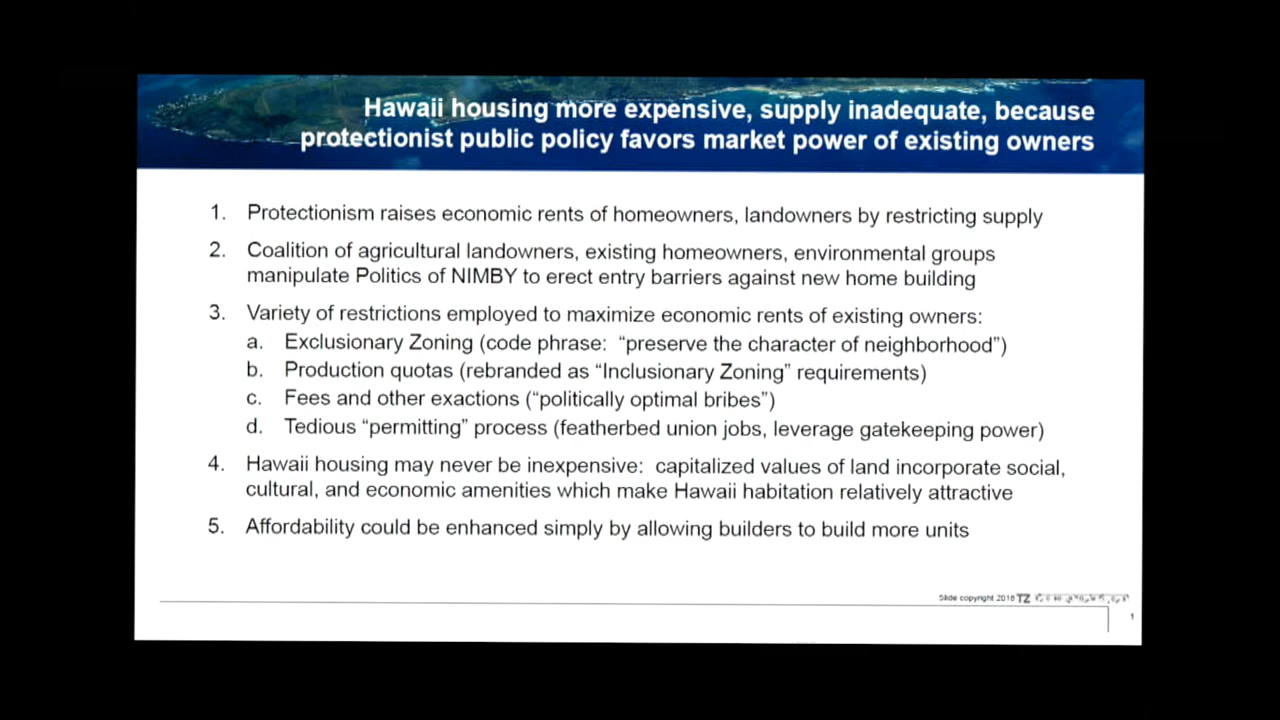 Hawaii housing more expensive, supply inadequate, because
protectionist public policy favors market power of existing owners
1. Protectionism raises economic rents of homeowners, landowners by restricting supply
2. Coalition of agricultural landowners, existing homeowners, environmental groups
manipulate Politics of NIMBY to erect entry barriers against new home building
3. Variety of restrictions employed to maximize economic rents of existing owners:
a. Exclusionary Zoning (code phrase: “preserve the character of neighborhood”)
b. Production quotas (rebranded as “Inclusionary Zoning” requirements)
c. Fees and other exactions (“politically optimal bribes”)
d. Tedious “permitting” process (featherbed union jobs, leverage gatekeeping power)
4. Hawaii housing may never be inexpensive: capitalized values of land incorporate social,
cultural, and economic amenities which make Hawaii habitation relatively attractive
5. Affordability could be enhanced simply by allowing builders to build more units
Slide copyright 2018 TZ
1